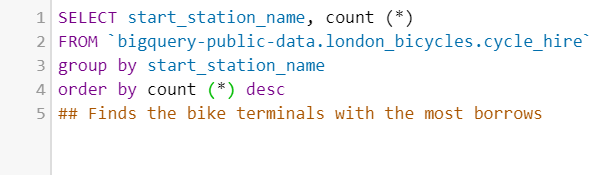 1 SELECT start_station_name, count (*)
2 FROM `bigquery-public-data.london_bicycles.cycle_hire`
3 group by start_station_name
4 order by count (*) desc
5 ## Finds the bike terminals with the most borrows